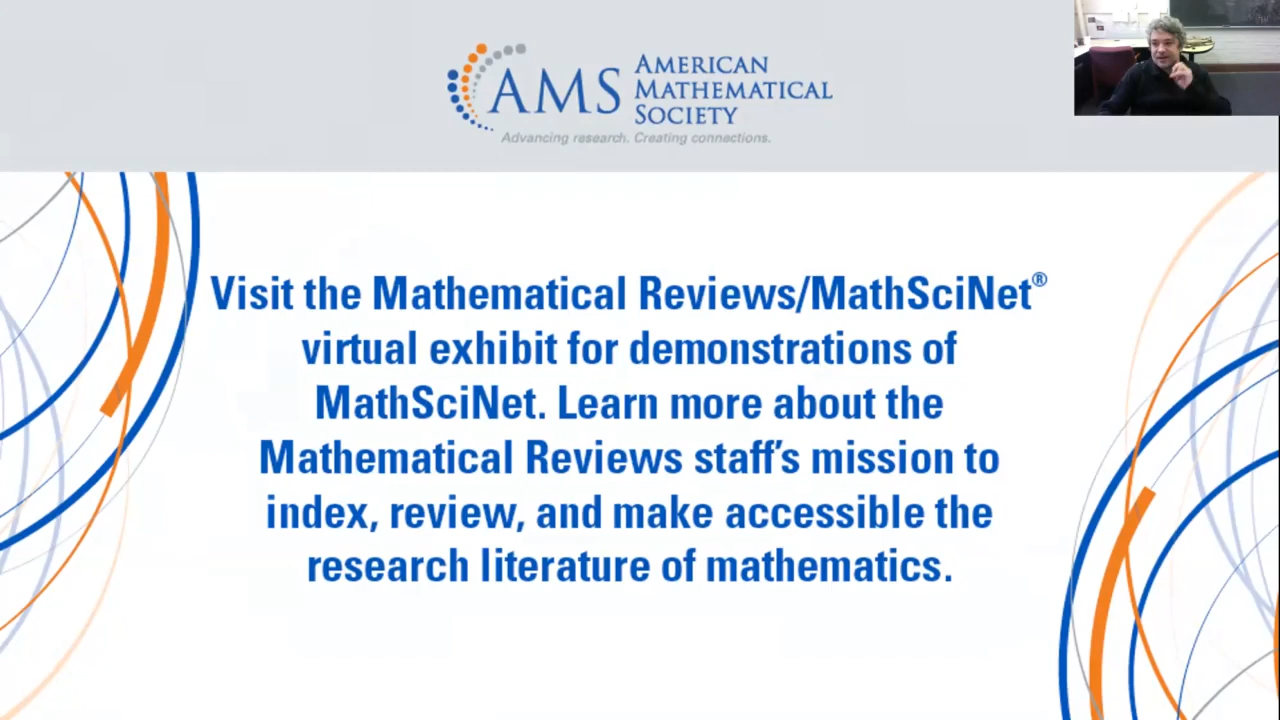 AMS
AMERICAN
MATHEMATICAL
SOCIETY
Advancing research. Creating connections.
Visit the Mathematical Reviews/MathSciNet®
virtual exhibit for demonstrations of
MathSciNet. Learn more about the
Mathematical Reviews staff’s mission to
index, review, and make accessible the
research literature of mathematics.